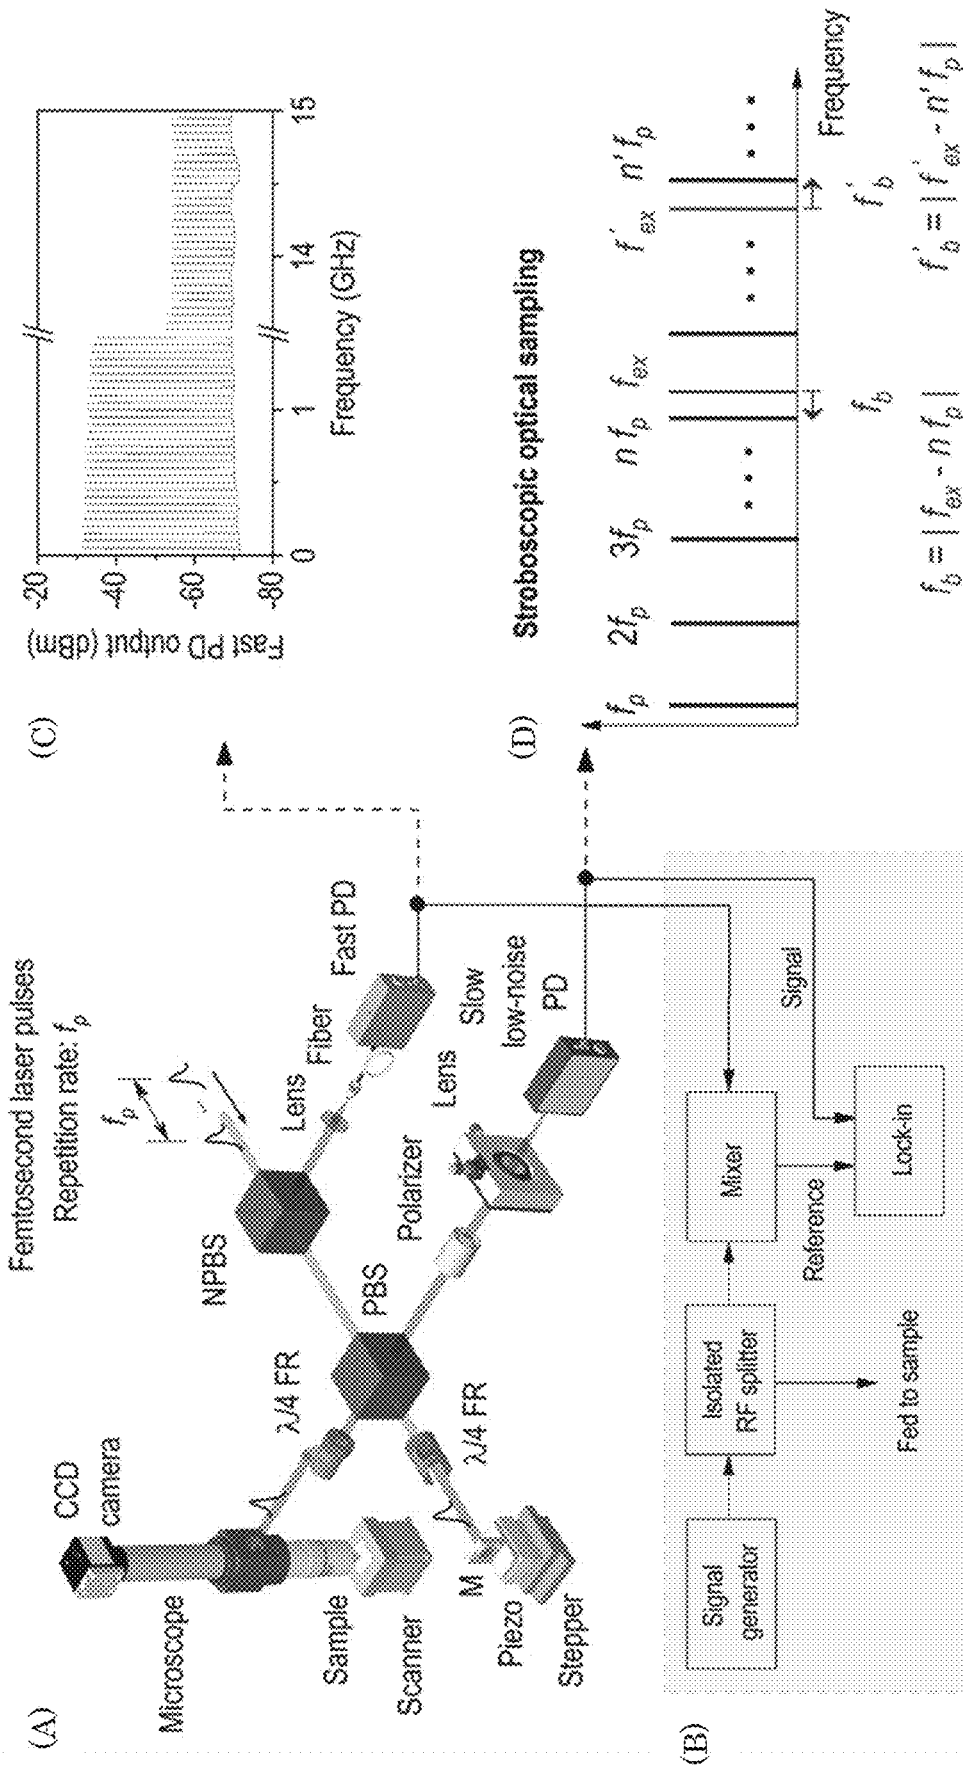 (A)
Femtosecond laser pulses
Repetition rate: f_p
f_p
CCD
camera
Microscope
Sample
Scanner
M
Piezo
Stepper
λ/4 FR
λ/4 FR
NPBS
PBS
Lens
Fiber
Fast PD
Polarizer
Lens
Slow
low-noise
PD
(B)
Signal
generator
Isolated
RF splitter
Fed to sample
Mixer
Reference
Signal
Lock-in
(C)
Fast PD output (dBm)
-20
-40
-60
-80
0
1
14
15
Frequency (GHz)
(D)
Stroboscopic optical sampling
f_p
2f_p
3f_p
nf_p
f_ex
f'_ex
n'f_p
Frequency
f_b
f'_b
f_b = | f_ex - nf_p |
f'_b = | f'_ex - n'f_p |